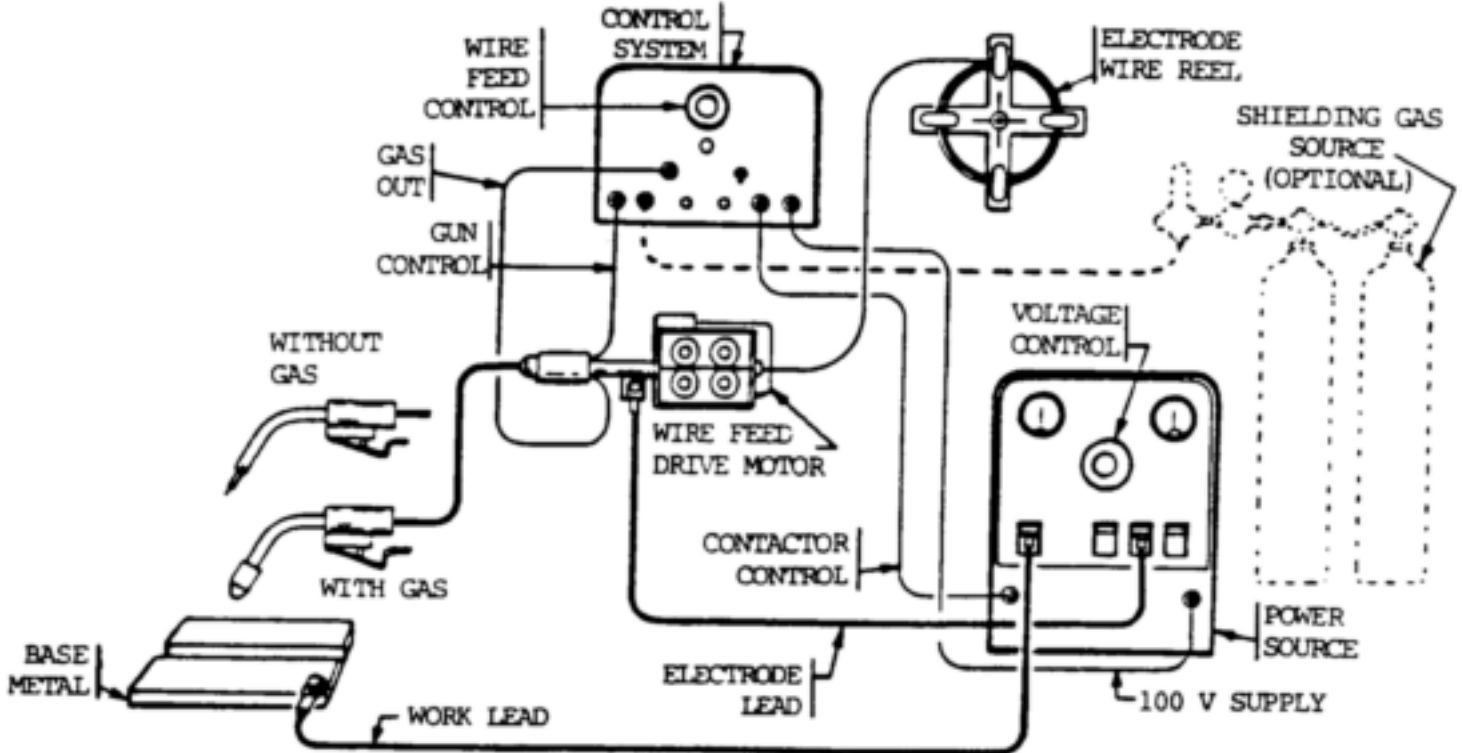 CONTROL
SYSTEM
WIRE
FEED
CONTROL
ELECTRODE
WIRE REEL
SHIELDING GAS
SOURCE
(OPTIONAL)
GAS
OUT
GUN
CONTROL
VOLTAGE
CONTROL
WITHOUT
GAS
WIRE FEED
DRIVE MOTOR
CONTACTOR
CONTROL
WITH GAS
POWER
SOURCE
BASE
METAL
ELECTRODE
LEAD
100 V SUPPLY
WORK LEAD